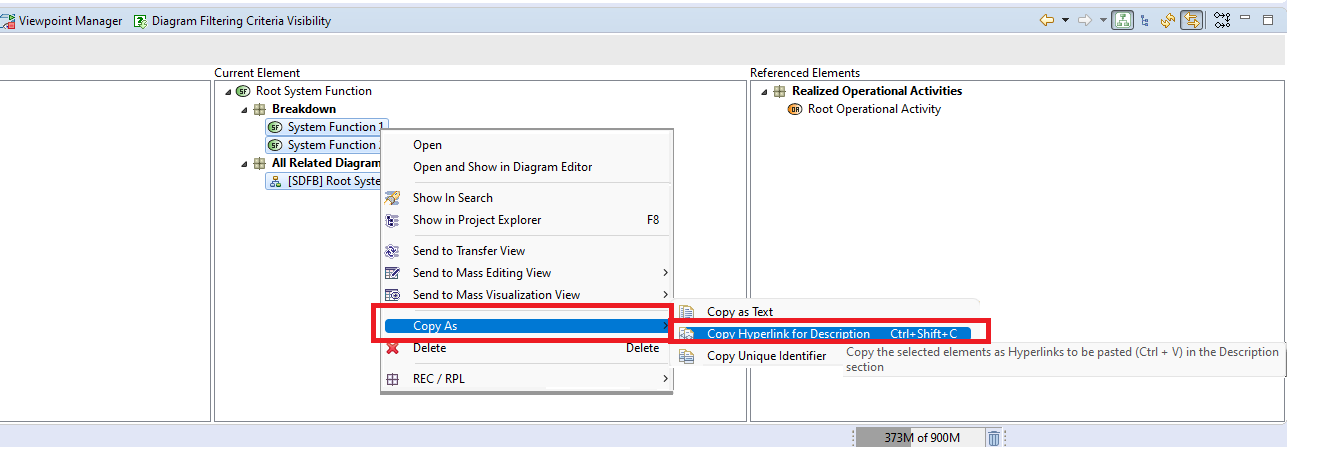 Viewpoint Manager Diagram Filtering Criteria Visibility
Current Element
Referenced Elements
Root System Function
Breakdown
System Function 1
System Function
All Related Diagram
[SDFB] Root Syste
Realized Operational Activities
Root Operational Activity
Open
Open and Show in Diagram Editor
Show In Search
Show in Project Explorer F8
Send to Transfer View
Send to Mass Editing View
Send to Mass Visualization View
Copy As
Delete Delete
REC / RPL
Copy as Text
Copy Hyperlink for Description Ctrl+Shift+C
Copy Unique Identifier
Copy the selected elements as Hyperlinks to be pasted (Ctrl + V) in the Description
section
373M of 900M